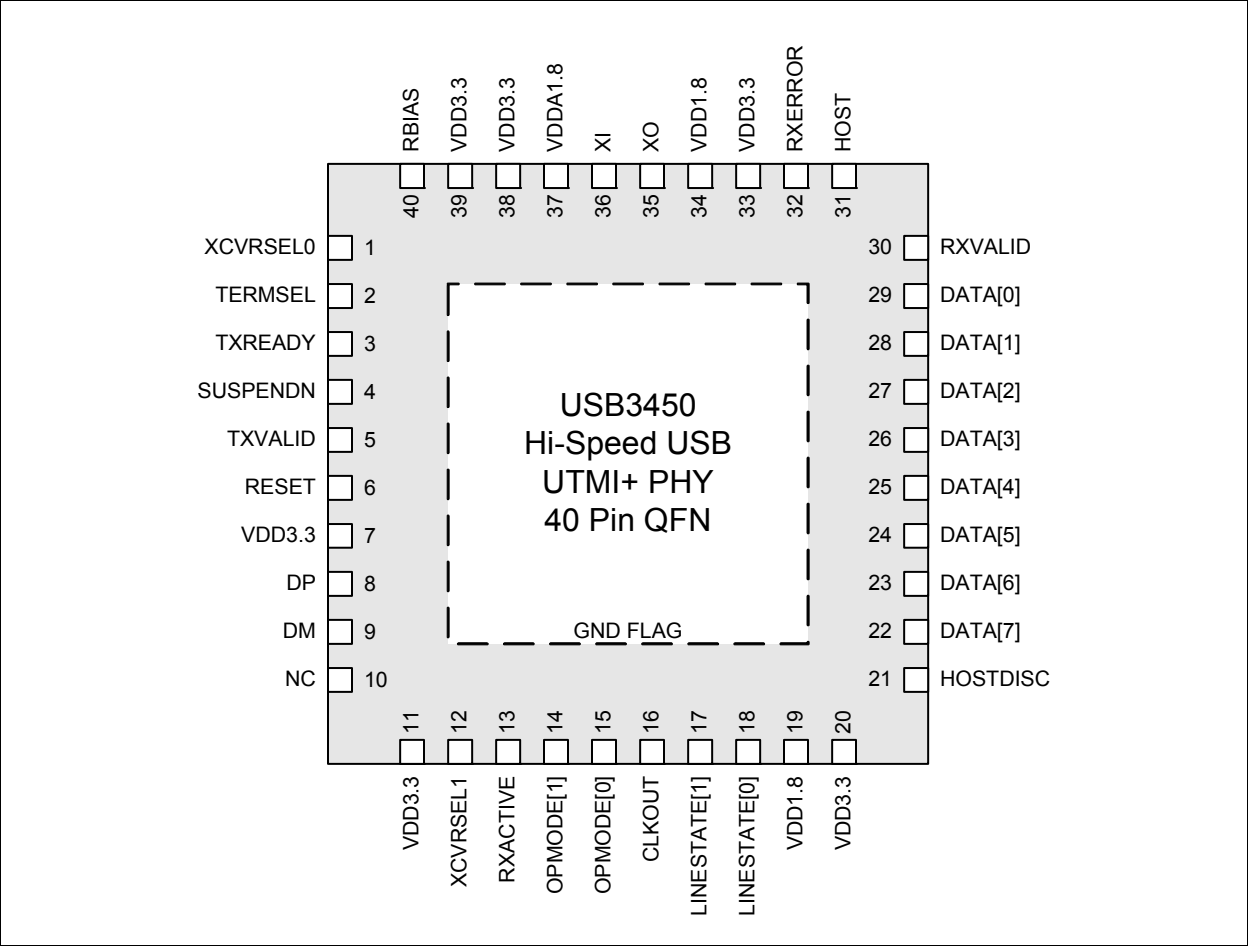 RBIAS
VDD3.3
VDD3.3
VDDA1.8
XI
XO
VDD1.8
VDD3.3
RXERROR
HOST
40
39
38
37
36
35
34
33
32
31
XCVRSEL0 1
TERMSEL 2
TXREADY 3
SUSPENDN 4
TXVALID 5
RESET 6
VDD3.3 7
DP 8
DM 9
NC 10
USB3450
Hi-Speed USB
UTMI+ PHY
40 Pin QFN
GND FLAG
30 RXVALID
29 DATA[0]
28 DATA[1]
27 DATA[2]
26 DATA[3]
25 DATA[4]
24 DATA[5]
23 DATA[6]
22 DATA[7]
21 HOSTDISC
11
12
13
14
15
16
17
18
19
20
VDD3.3
XCVRSEL1
RXACTIVE
OPMODE[1]
OPMODE[0]
CLKOUT
LINESTATE[1]
LINESTATE[0]
VDD1.8
VDD3.3